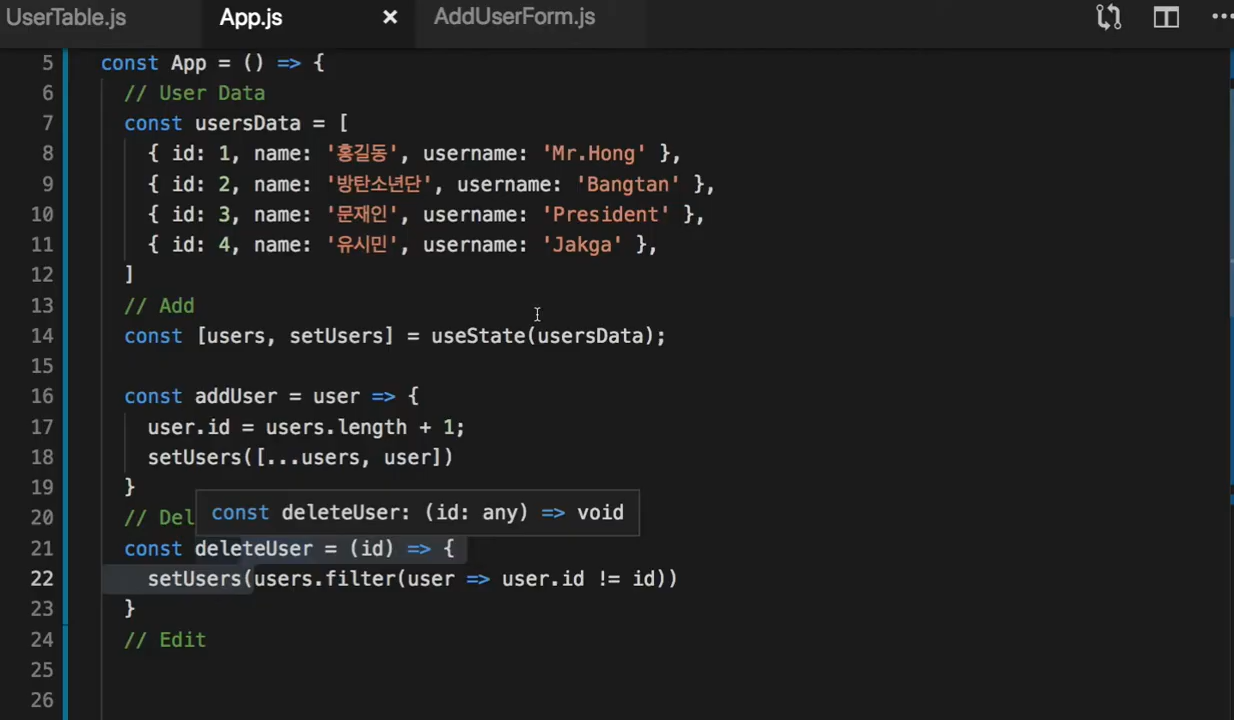 UserTable.js App.js × AddUserForm.js
5 const App = () => {
6 // User Data
7 const usersData = [
8 { id: 1, name: '홍길동', username: 'Mr.Hong' },
9 { id: 2, name: '방탄소년단', username: 'Bangtan' },
10 { id: 3, name: '문재인', username: 'President' },
11 { id: 4, name: '유시민', username: 'Jakga' },
12 ]
13 // Add
14 const [users, setUsers] = useState(usersData);
15
16 const addUser = user => {
17 user.id = users.length + 1;
18 setUsers([...users, user])
19 }
const deleteUser: (id: any) => void
20 // Del
21 const deleteUser = (id) => {
22 setUsers(users.filter(user => user.id != id))
23 }
24 // Edit
25
26